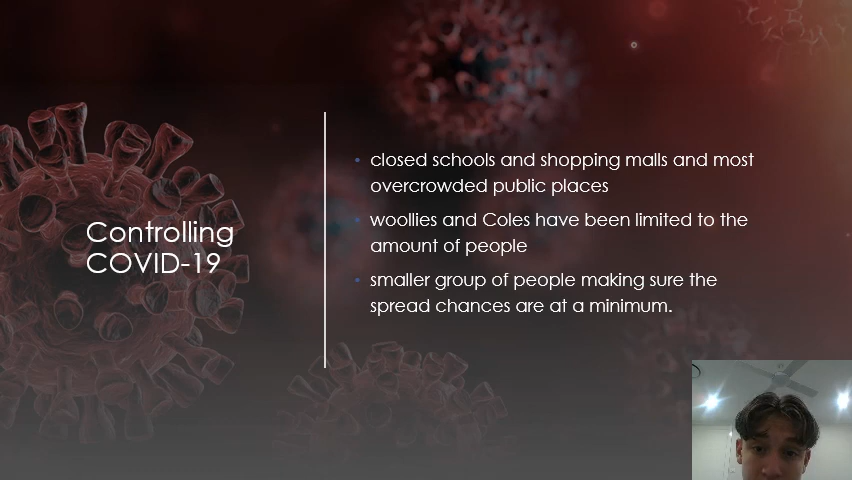 Controlling
COVID-19
• closed schools and shopping malls and most
overcrowded public places
• woollies and Coles have been limited to the
amount of people
• smaller group of people making sure the
spread chances are at a minimum.